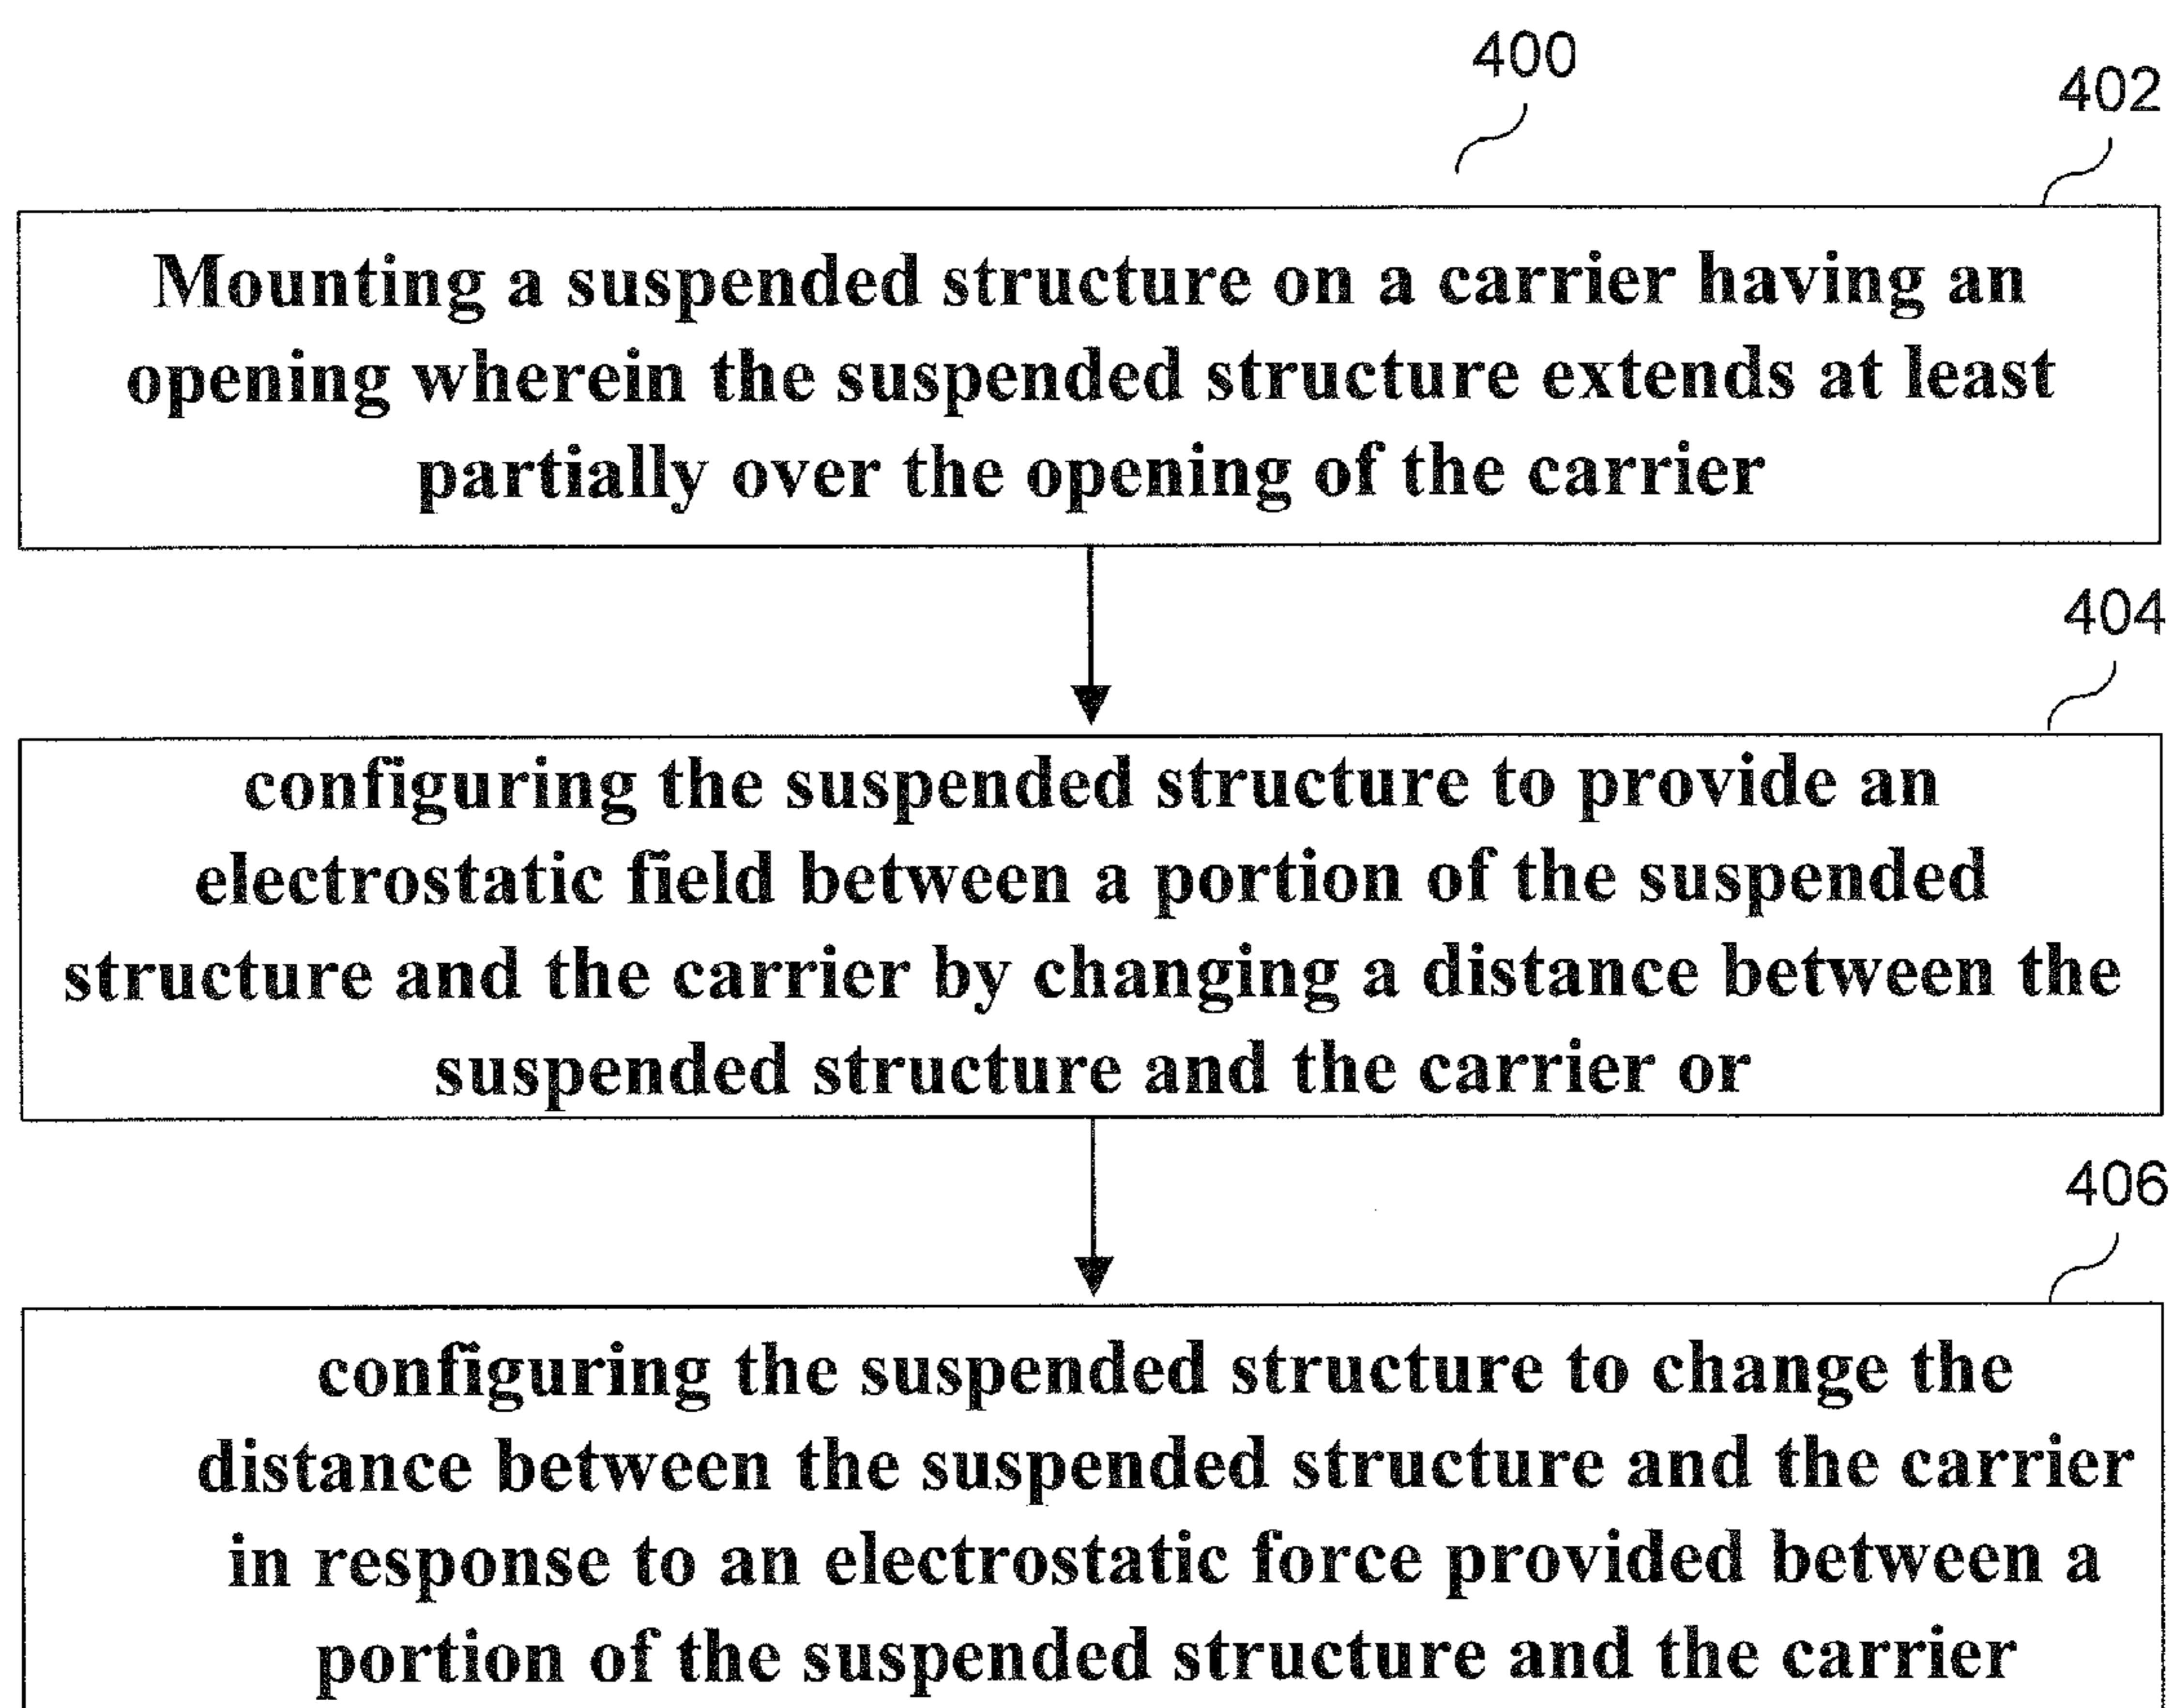 400
402
Mounting a suspended structure on a carrier having an
opening wherein the suspended structure extends at least
partially over the opening of the carrier
404
configuring the suspended structure to provide an
electrostatic field between a portion of the suspended
structure and the carrier by changing a distance between the
suspended structure and the carrier or
406
configuring the suspended structure to change the
distance between the suspended structure and the carrier
in response to an electrostatic force provided between a
portion of the suspended structure and the carrier